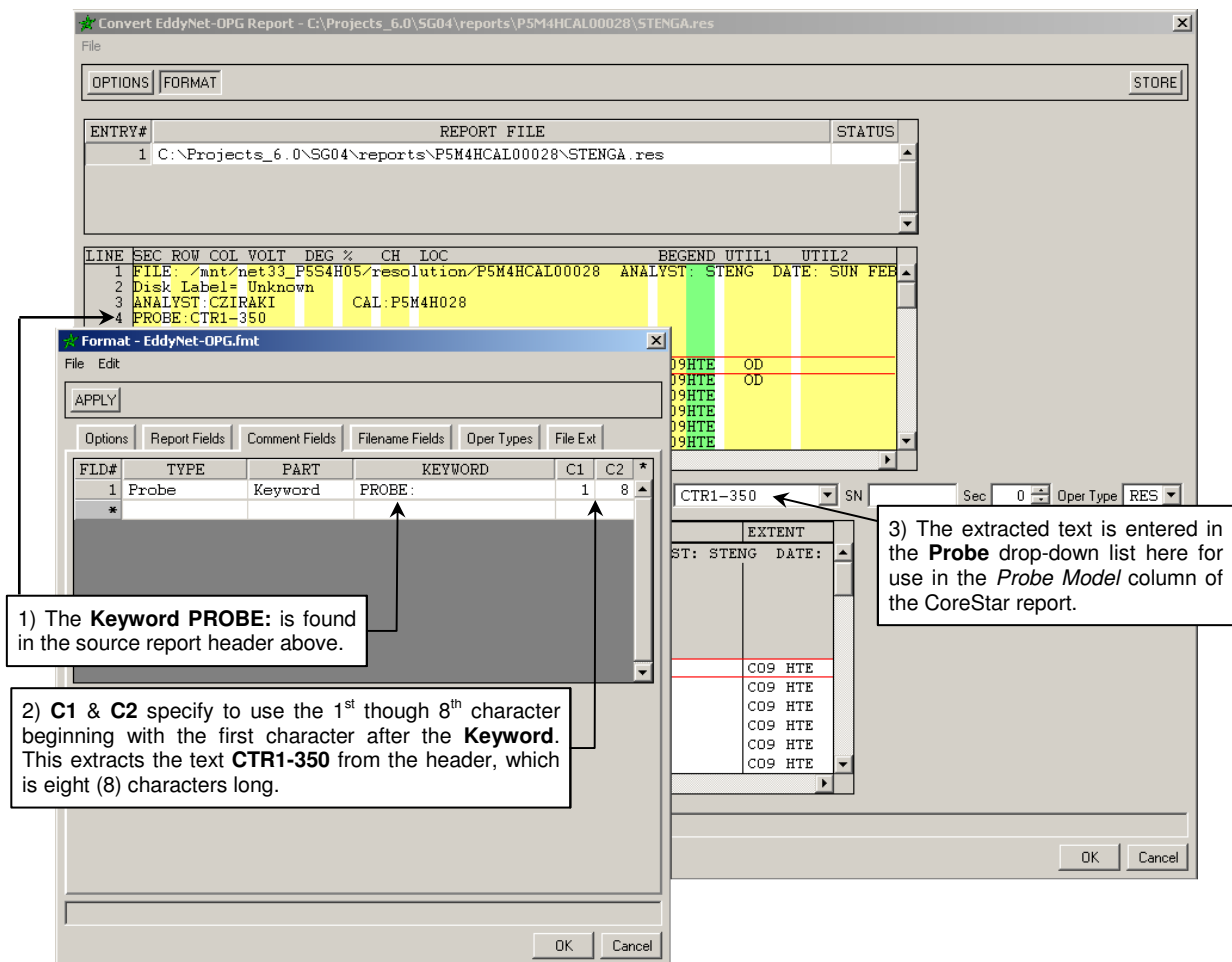 Convert EddyNet-OPG Report - C:\Projects_6.0\SG04\reports\P5M4HCAL00028\STENGA.res
File
OPTIONS FORMAT STORE
ENTRY# REPORT FILE STATUS
1 C:\Projects_6.0\SG04\reports\P5M4HCAL00028\STENGA.res
LINE SEC ROW COL VOLT DEG % CH LOC BEGEND UTIL1 UTIL2
1 FILE: /mnt/net33_P5S4H05/resolution/P5M4HCAL00028 ANALYST: STENG DATE: SUN FEB
2 Disk Label= Unknown
3 ANALYST:CZIRAKI CAL:P5M4H028
4 PROBE:CTR1-350
09HTE OD
09HTE OD
09HTE
09HTE
09HTE
09HTE
Format - EddyNet-OPG.fmt
File Edit
APPLY
Options Report Fields Comment Fields Filename Fields Oper Types File Ext
FLD# TYPE PART KEYWORD C1 C2 *
1 Probe Keyword PROBE: 1 8
*
CTR1-350 SN Sec 0 Oper Type RES
EXTENT
ST: STENG DATE:
C09 HTE
C09 HTE
C09 HTE
C09 HTE
C09 HTE
C09 HTE
1) The Keyword PROBE: is found
in the source report header above.
2) C1 & C2 specify to use the 1st though 8th character
beginning with the first character after the Keyword.
This extracts the text CTR1-350 from the header, which
is eight (8) characters long.
3) The extracted text is entered in
the Probe drop-down list here for
use in the Probe Model column of
the CoreStar report.
OK Cancel
OK Cancel